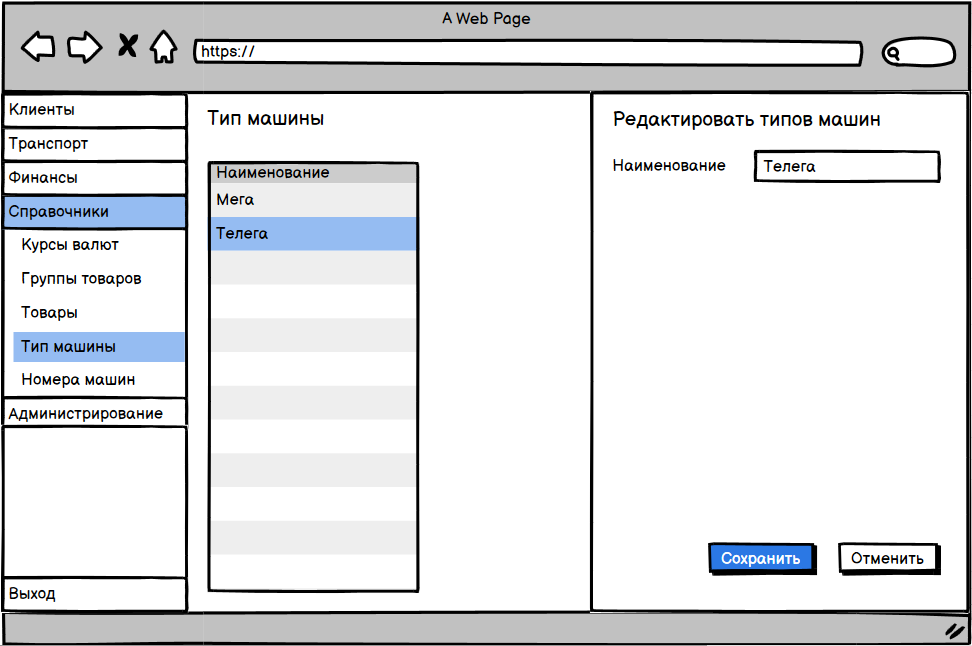 A Web Page
https://
Клиенты
Транспорт
Финансы
Справочники
Курсы валют
Группы товаров
Товары
Тип машины
Номера машин
Администрирование
Выход
Тип машины
Наименование
Мега
Телега
Редактировать типов машин
Наименование
Телега
Сохранить
Отменить